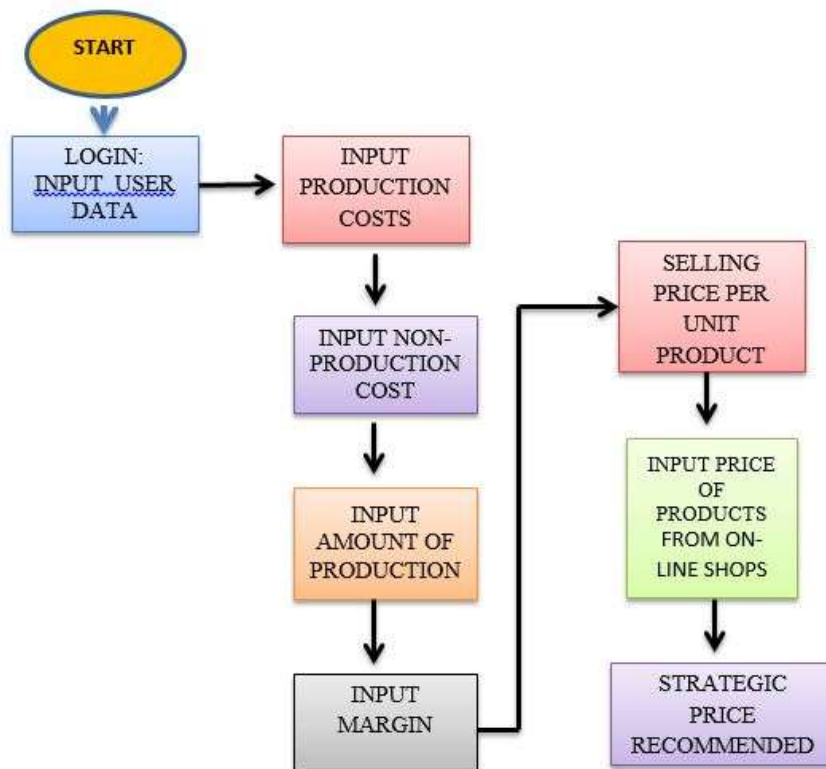 START
LOGIN:
INPUT USER
DATA
INPUT
PRODUCTION
COSTS
INPUT NON-
PRODUCTION
COST
INPUT
AMOUNT OF
PRODUCTION
INPUT
MARGIN
SELLING
PRICE PER
UNIT
PRODUCT
INPUT PRICE
OF
PRODUCTS
FROM ON-
LINE SHOPS
STRATEGIC
PRICE
RECOMMENDED